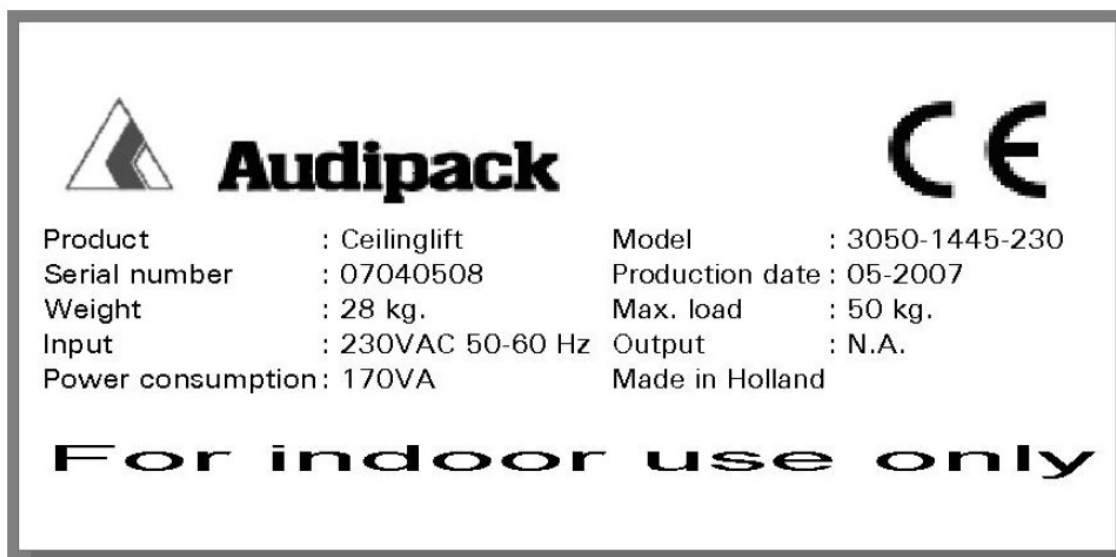 Audipack
CE
Product : Ceilinglift Model : 3050-1445-230
Serial number : 07040508 Production date : 05-2007
Weight : 28 kg. Max. load : 50 kg.
Input : 230VAC 50-60 Hz Output : N.A.
Power consumption : 170VA Made in Holland
For indoor use only